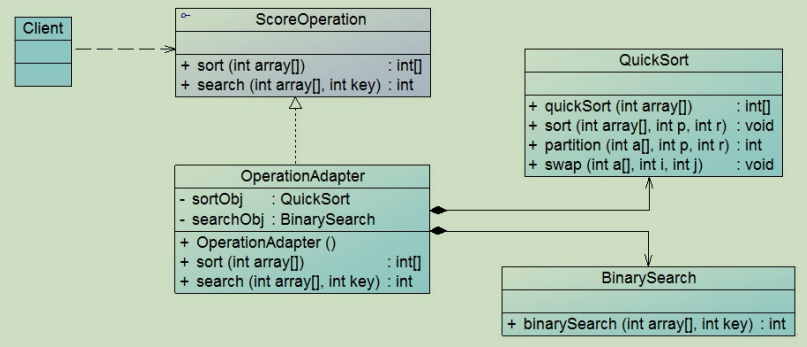 Client
ScoreOperation
+ sort (int array[]) : int[]
+ search (int array[], int key) : int
QuickSort
+ quickSort (int array[]) : int[]
+ sort (int array[], int p, int r) : void
+ partition (int a[], int p, int r) : int
+ swap (int a[], int i, int j) : void
OperationAdapter
- sortObj : QuickSort
- searchObj : BinarySearch
+ OperationAdapter ()
+ sort (int array[]) : int[]
+ search (int array[], int key) : int
BinarySearch
+ binarySearch (int array[], int key) : int